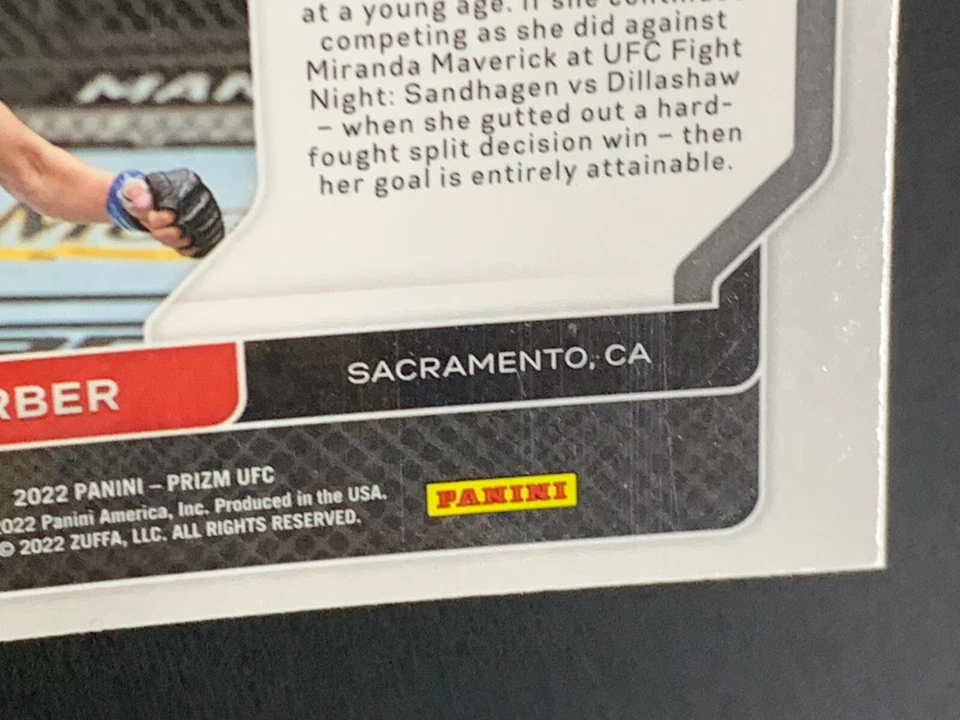 at a young age. If she
competing as she did against
Miranda Maverick at UFC Fight
Night: Sandhagen vs Dillashaw
– when she gutted out a hard-
fought split decision win – then
her goal is entirely attainable.
MAN
RBER
SACRAMENTO, CA
2022 PANINI – PRIZM UFC
2022 Panini America, Inc. Produced in the USA.
© 2022 ZUFFA, LLC. ALL RIGHTS RESERVED.
PANINI